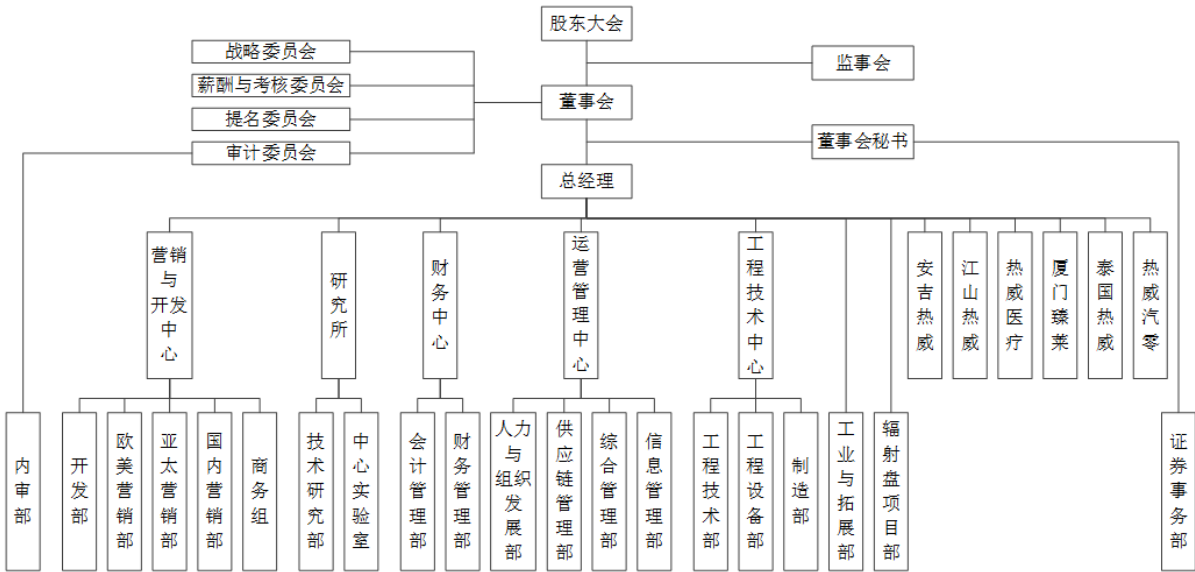 股东大会
战略委员会
监事会
薪酬与考核委员会
董事会
提名委员会
董事会秘书
审计委员会
总经理
营销与开发中心
研究所
财务中心
运营管理中心
工程技术中心
安吉热威
江山热威
热威医疗
厦门臻莱
泰国热威
热威汽零
内审部
开发部
欧美营销部
亚太营销部
国内营销部
商务组
技术研究部
中心实验室
会计管理部
财务管理部
人力与组织发展部
供应链管理部
综合管理部
信息管理部
工程技术部
工程设备部
制造部
工业与拓展部
辐射盘项目部
证券事务部